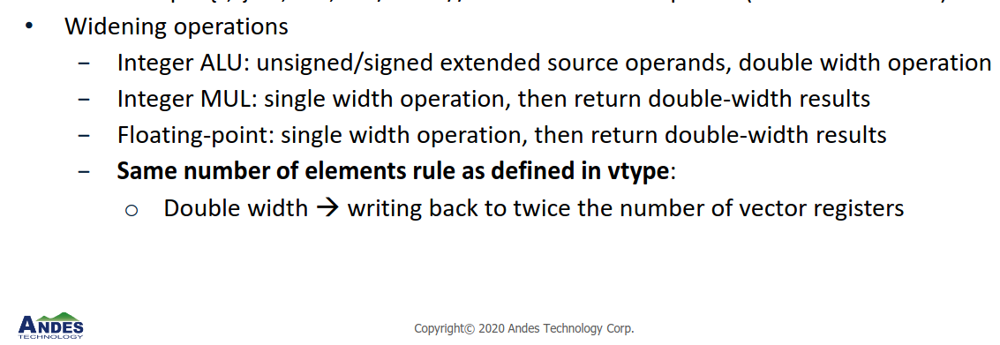 • Widening operations
– Integer ALU: unsigned/signed extended source operands, double width operation
– Integer MUL: single width operation, then return double-width results
– Floating-point: single width operation, then return double-width results
– Same number of elements rule as defined in vtype:
o Double width → writing back to twice the number of vector registers
ANDES
TECHNOLOGY
Copyright© 2020 Andes Technology Corp.